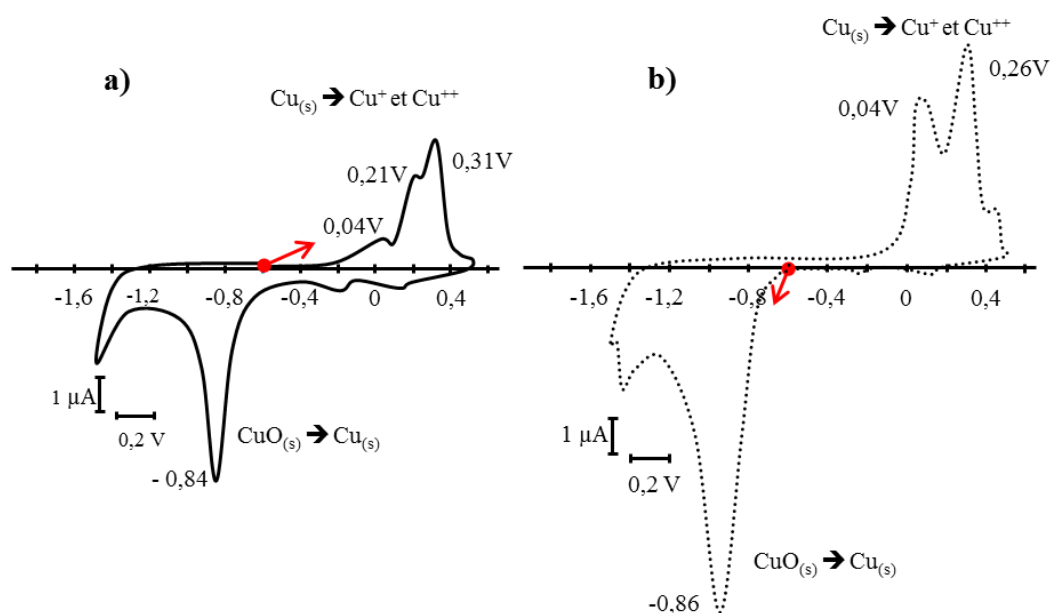 a)
Cu(s) ➔ Cu+ et Cu++
0,31V
0,21V
0,04V
-1,6 -1,2 -0,8 -0,4 0 0,4
1 µA
0,2 V
CuO(s) ➔ Cu(s)
- 0,84
b)
Cu(s) ➔ Cu+ et Cu++
0,26V
0,04V
-1,6 -1,2 -0,8 -0,4 0 0,4
1 µA
0,2 V
CuO(s) ➔ Cu(s)
-0,86